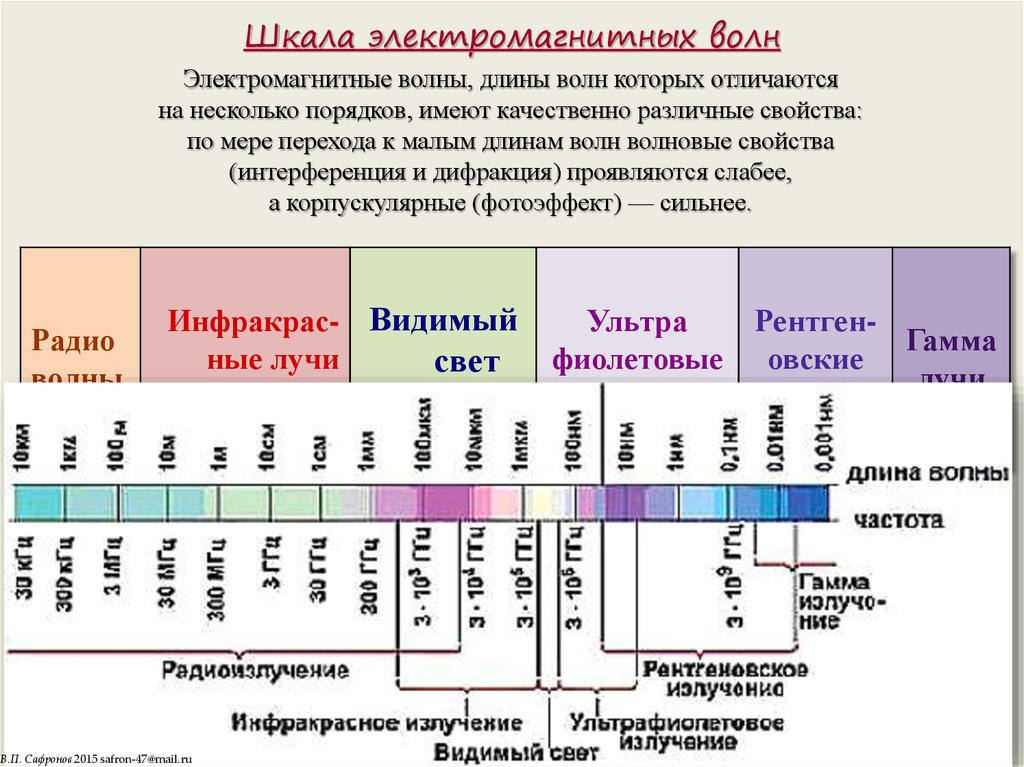 Шкала электромагнитных волн
Электромагнитные волны, длины волн которых отличаются
на несколько порядков, имеют качественно различные свойства:
по мере перехода к малым длинам волн волновые свойства
(интерференция и дифракция) проявляются слабее,
а корпускулярные (фотоэффект) — сильнее.
Радио
волны
Инфракрас-
ные лучи
Видимый
свет
Ультра
фиолетовые
Рентген-
овские
Гамма
лучи
10км 1км 100м 10м 1м 10см 1см 1мм 100мкм 10мкм 1мкм 100нм 10нм 1нм 0,1нм 0,01нм 0,001нм
длина волны
частота
30 кГц 300 кГц 3 МГц 30 МГц 300 МГц 3 ГГц 30 ГГц 300 ГГц 3 · 10³ ГГц 3 · 10⁴ ГГц 3 · 10⁵ ГГц 3 · 10⁶ ГГц 3 · 10⁹ ГГц
Гамма
излуче-
ние
Радиоизлучение
Рентгеновское
излучение
Инфракрасное излучение
Ультрафиолетовое
излучение
Видимый свет
В.П. Сафронов 2015 safron-47@mail.ru